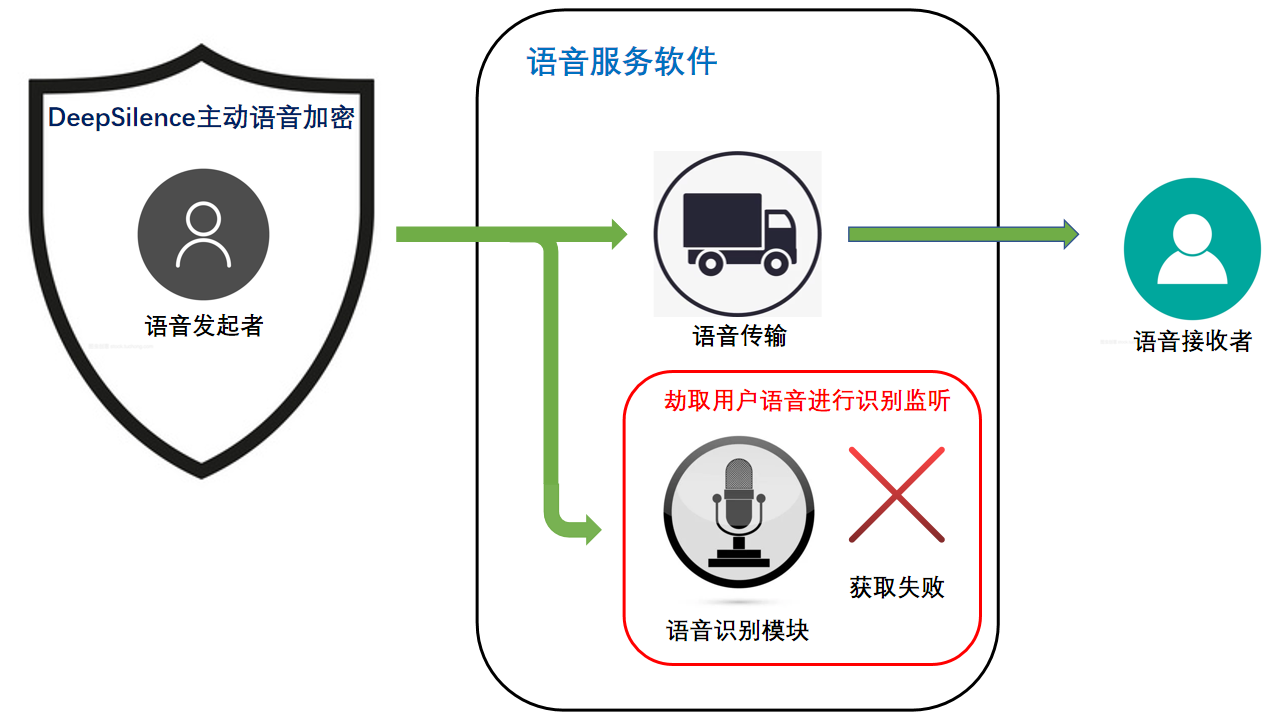 语音服务软件
DeepSilence主动语音加密
语音发起者
语音传输
语音接收者
劫取用户语音进行识别监听
获取失败
语音识别模块